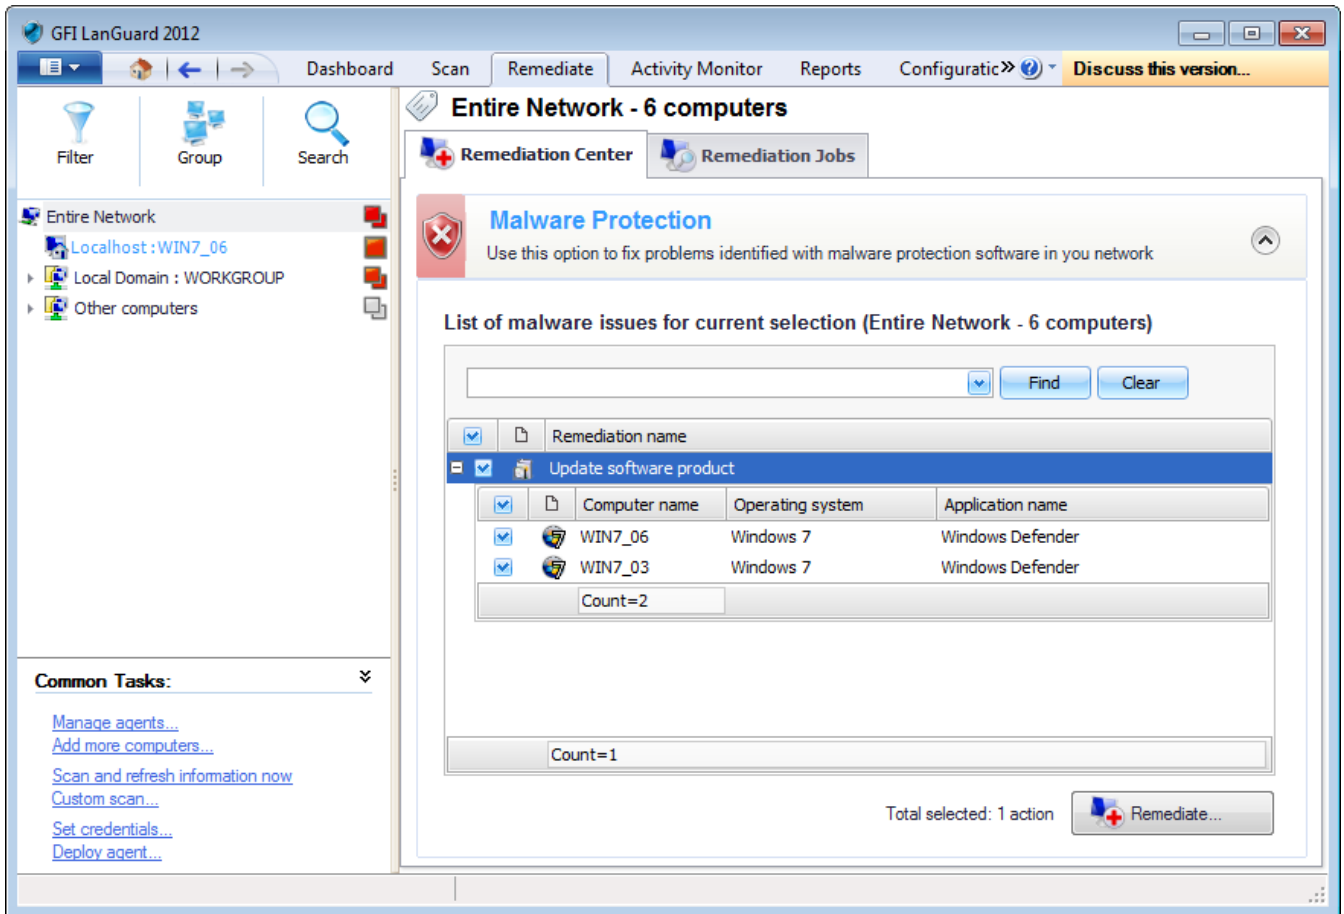 GFI LanGuard 2012
Dashboard Scan Remediate Activity Monitor Reports Configuratic» Discuss this version...
Filter Group Search
Entire Network
Localhost : WIN7_06
Local Domain : WORKGROUP
Other computers
Common Tasks:
Manage agents...
Add more computers...
Scan and refresh information now
Custom scan...
Set credentials...
Deploy agent...
Entire Network - 6 computers
Remediation Center Remediation Jobs
Malware Protection
Use this option to fix problems identified with malware protection software in you network
List of malware issues for current selection (Entire Network - 6 computers)
Find Clear
Remediation name
Update software product
Computer name Operating system Application name
WIN7_06 Windows 7 Windows Defender
WIN7_03 Windows 7 Windows Defender
Count=2
Count=1
Total selected: 1 action Remediate...